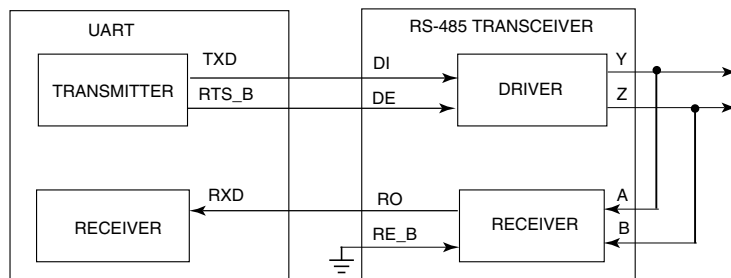 UART
RS-485 TRANSCEIVER
TXD
DI
Y
TRANSMITTER
DRIVER
RTS_B
DE
Z
RXD
RO
A
RECEIVER
RECEIVER
RE_B
B